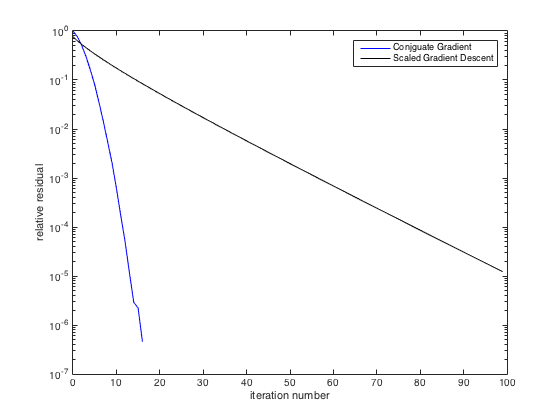 10^0
10^-1
10^-2
10^-3
10^-4
10^-5
10^-6
10^-7
relative residual
Conjguate Gradient
Scaled Gradient Descent
0 10 20 30 40 50 60 70 80 90 100
iteration number